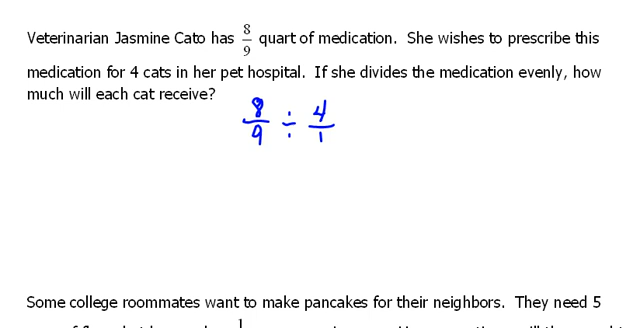 Veterinarian Jasmine Cato has 8/9 quart of medication. She wishes to prescribe this
medication for 4 cats in her pet hospital. If she divides the medication evenly, how
much will each cat receive?
8/9 ÷ 4/1
Some college roommates want to make pancakes for their neighbors. They need 5